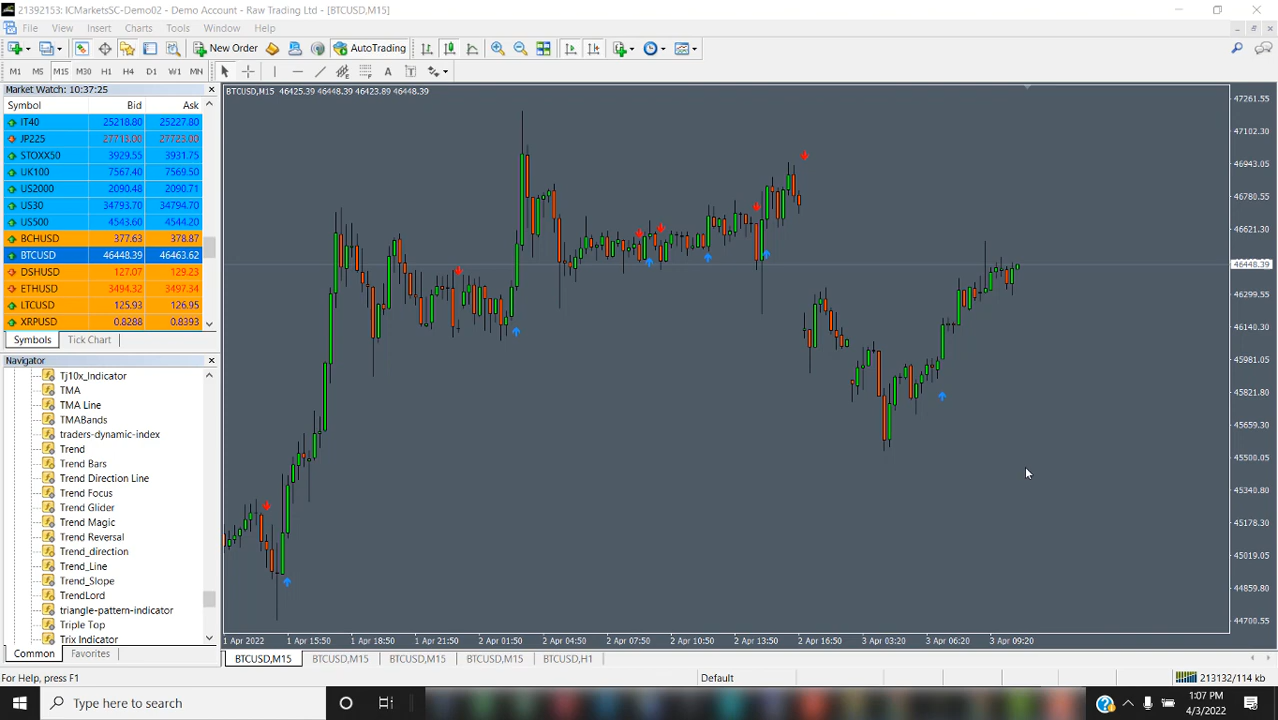 21392153: ICMarketsSC-Demo02 - Demo Account - Raw Trading Ltd - [BTCUSD,M15]
File View Insert Charts Tools Window Help
New Order AutoTrading
M1 M5 M15 M30 H1 H4 D1 W1 MN A T
Market Watch: 10:37:25
Symbol Bid Ask
IT40 25218.80 25227.80
JP225 27713.00 27723.00
STOXX50 3929.55 3931.75
UK100 7567.40 7569.50
US2000 2090.48 2090.71
US30 34793.70 34794.70
US500 4543.60 4544.20
BCHUSD 377.63 378.87
BTCUSD 46448.39 46463.62
DSHUSD 127.07 129.23
ETHUSD 3494.32 3497.34
LTCUSD 125.93 126.95
XRPUSD 0.8288 0.8393
Symbols Tick Chart
Navigator
Tj10x_Indicator
TMA
TMA Line
TMABands
traders-dynamic-index
Trend
Trend Bars
Trend Direction Line
Trend Focus
Trend Glider
Trend Magic
Trend Reversal
Trend_direction
Trend_Line
Trend_Slope
TrendLord
triangle-pattern-indicator
Triple Top
Trix Indicator
Common Favorites
BTCUSD,M15 46425.39 46448.39 46423.89 46448.39
47261.55
47102.30
46943.05
46780.55
46621.30
46448.39
46299.55
46140.30
45981.05
45821.80
45659.30
45500.05
45340.80
45178.30
45019.05
44859.80
44700.55
1 Apr 2022 1 Apr 15:50 1 Apr 18:50 1 Apr 21:50 2 Apr 01:50 2 Apr 04:50 2 Apr 07:50 2 Apr 10:50 2 Apr 13:50 2 Apr 16:50 3 Apr 03:20 3 Apr 06:20 3 Apr 09:20
BTCUSD,M15 BTCUSD,M15 BTCUSD,M15 BTCUSD,M15 BTCUSD,H1
For Help, press F1 Default 213132/114 kb
Type here to search
1:07 PM
4/3/2022